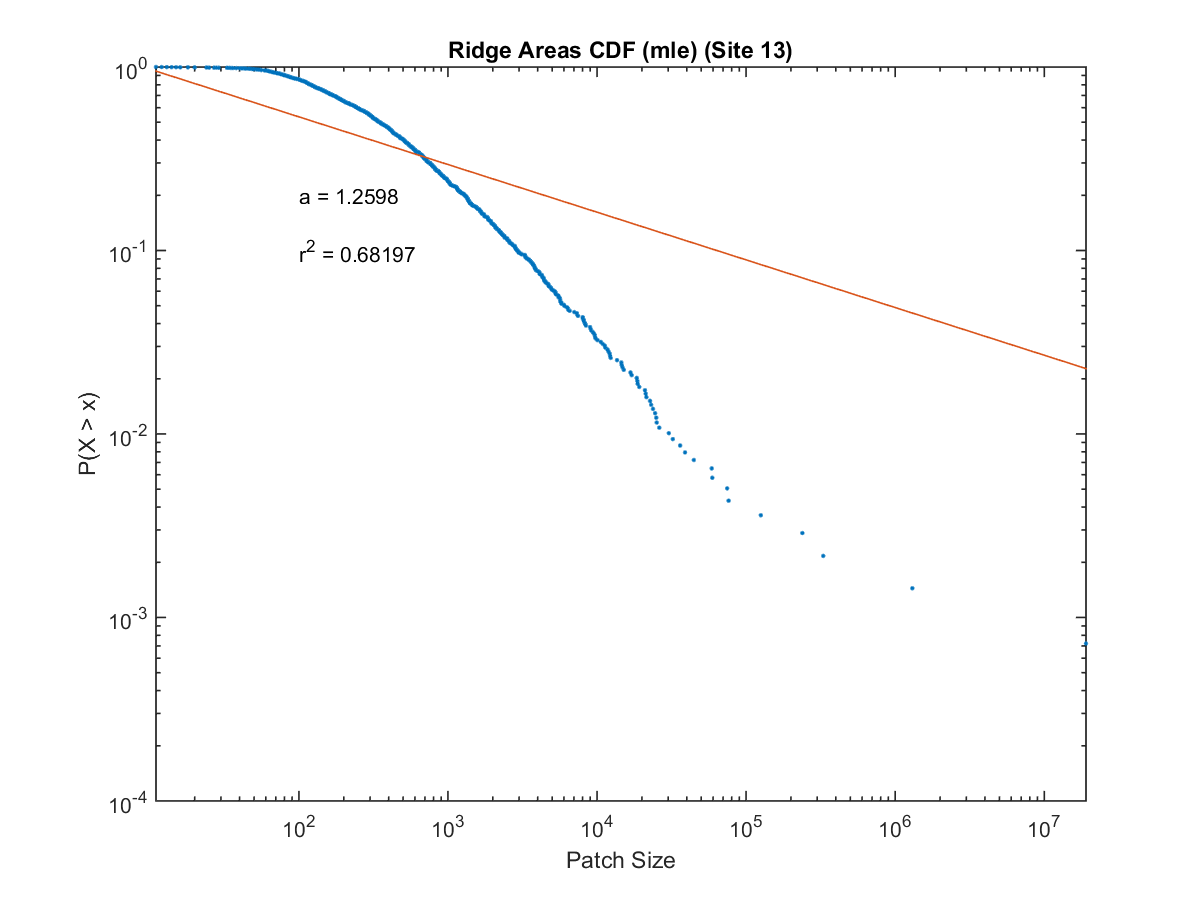 Ridge Areas CDF (mle) (Site 13)
10^0
a = 1.2598
r^2 = 0.68197
10^-1
P(X > x)
10^-2
10^-3
10^-4
10^2 10^3 10^4 10^5 10^6 10^7
Patch Size